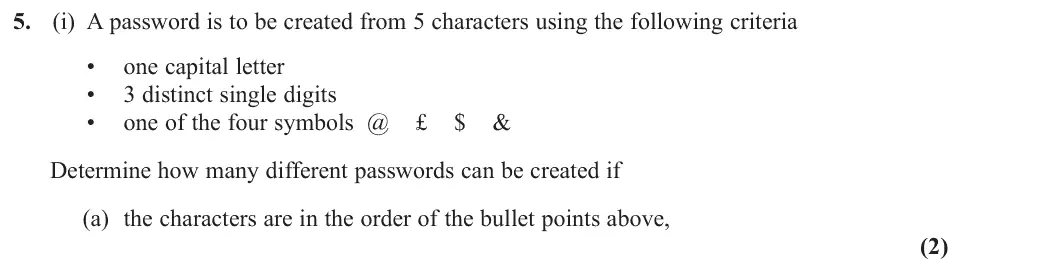 5. (i) A password is to be created from 5 characters using the following criteria
• one capital letter
• 3 distinct single digits
• one of the four symbols @ £ $ &
Determine how many different passwords can be created if
(a) the characters are in the order of the bullet points above,
(2)